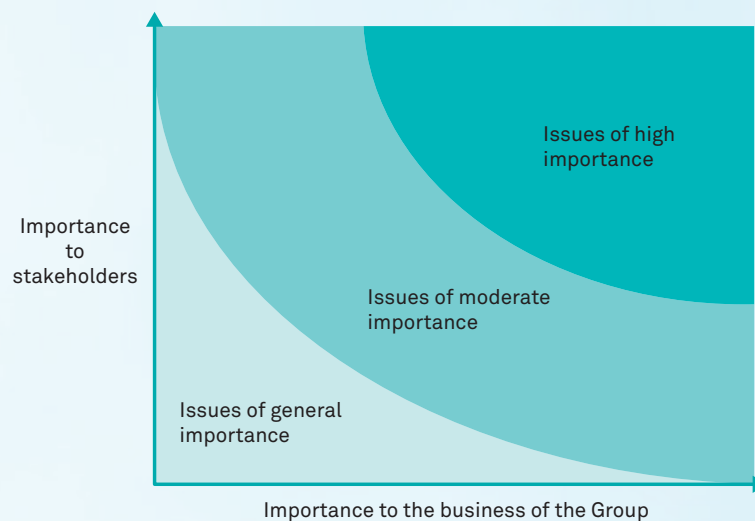 Issues of high
importance
Importance
to
stakeholders
Issues of moderate
importance
Issues of general
importance
Importance to the business of the Group